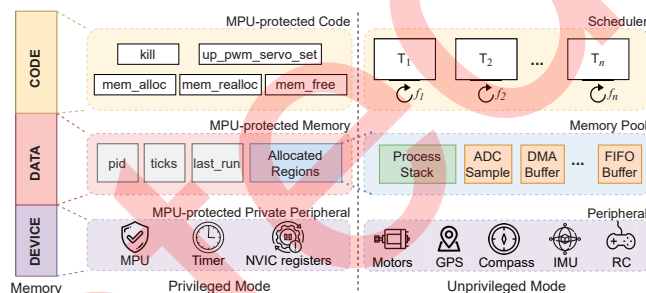 MPU-protected Code
Scheduler
CODE
kill
up_pwm_servo_set
mem_alloc
mem_realloc
mem_free
T1
T2
...
Tn
f1
f2
fn
MPU-protected Memory
Memory Pool
DATA
pid
ticks
last_run
Allocated
Regions
Process
Stack
ADC
Sample
DMA
Buffer
...
FIFO
Buffer
MPU-protected Private Peripheral
Peripheral
DEVICE
MPU
Timer
NVIC registers
Motors
GPS
Compass
IMU
RC
Memory
Privileged Mode
Unprivileged Mode